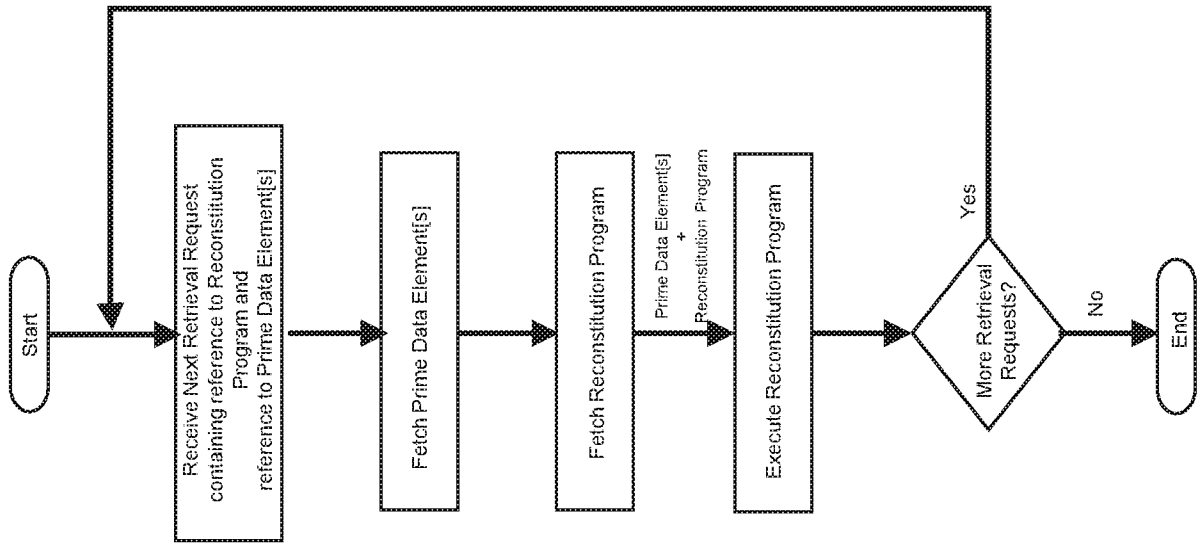 Start
Receive Next Retrieval Request
containing reference to Reconstitution
Program and
reference to Prime Data Element[s]
Fetch Prime Data Element[s]
Fetch Reconstitution Program
Prime Data Element[s]
+
Reconstitution Program
Execute Reconstitution Program
More Retrieval
Requests?
Yes
No
End